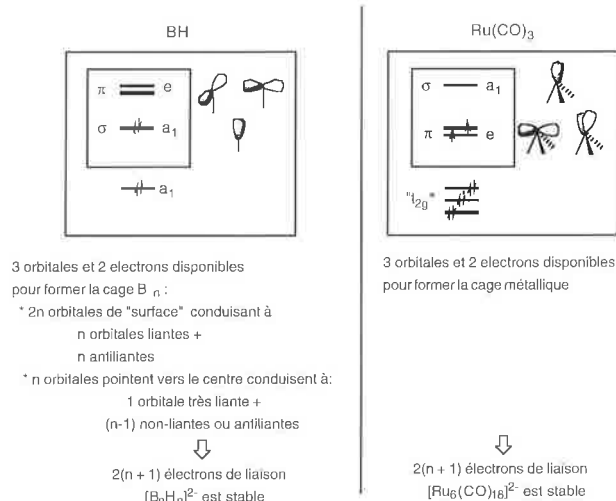 BH
Ru(CO)3
π e
σ a1
a1
σ a1
π e
"t2g"
3 orbitales et 2 electrons disponibles
pour former la cage B n :
* 2n orbitales de "surface" conduisant à
n orbitales liantes +
n antiliantes
* n orbitales pointent vers le centre conduisent à:
1 orbitale très liante +
(n-1) non-liantes ou antiliantes
2(n + 1) électrons de liaison
[BnHn]2- est stable
3 orbitales et 2 electrons disponibles
pour former la cage métallique
2(n + 1) électrons de liaison
[Ru6(CO)18]2- est stable